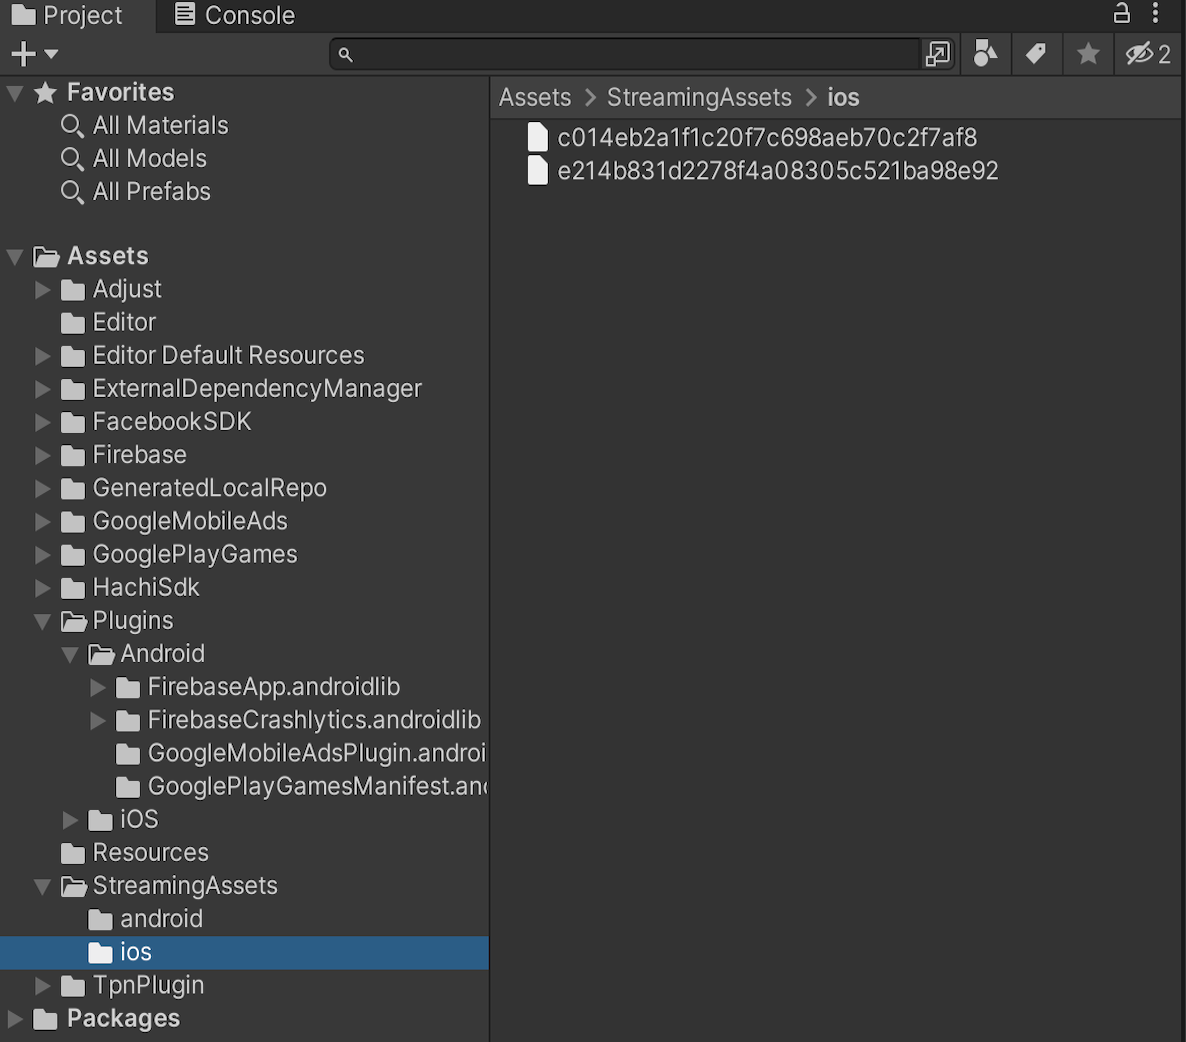 Project
Console
2
Favorites
All Materials
All Models
All Prefabs
Assets
Adjust
Editor
Editor Default Resources
ExternalDependencyManager
FacebookSDK
Firebase
GeneratedLocalRepo
GoogleMobileAds
GooglePlayGames
HachiSdk
Plugins
Android
FirebaseApp.androidlib
FirebaseCrashlytics.androidlib
GoogleMobileAdsPlugin.androi
GooglePlayGamesManifest.and
iOS
Resources
StreamingAssets
android
ios
TpnPlugin
Packages
Assets > StreamingAssets > ios
c014eb2a1f1c20f7c698aeb70c2f7af8
e214b831d2278f4a08305c521ba98e92